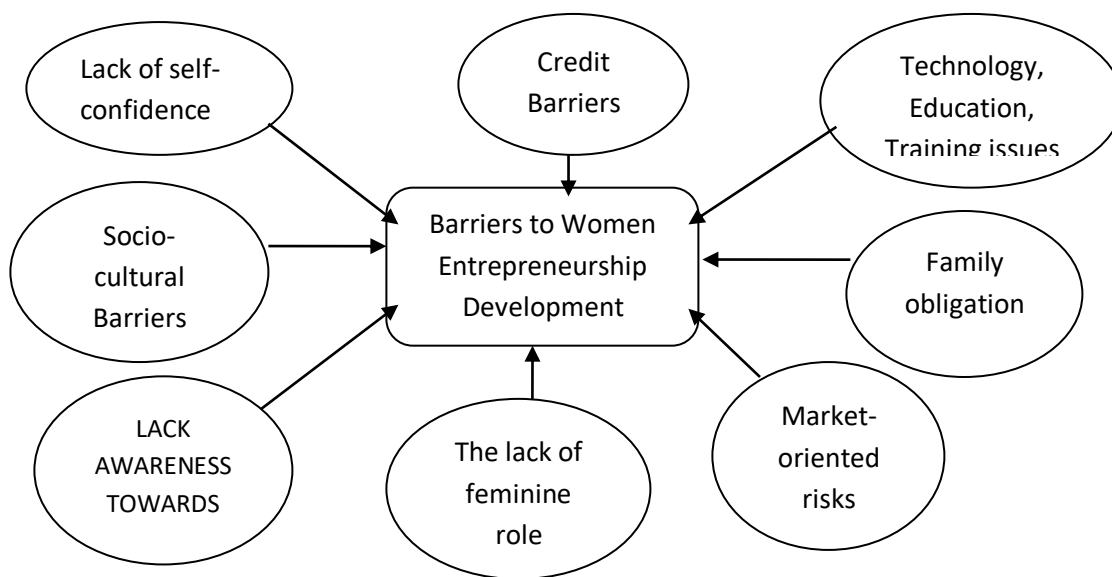 Lack of self-
confidence
Credit
Barriers
Technology,
Education,
Training issues
Socio-
cultural
Barriers
Barriers to Women
Entrepreneurship
Development
Family
obligation
LACK
AWARENESS
TOWARDS
The lack of
feminine
role
Market-
oriented
risks